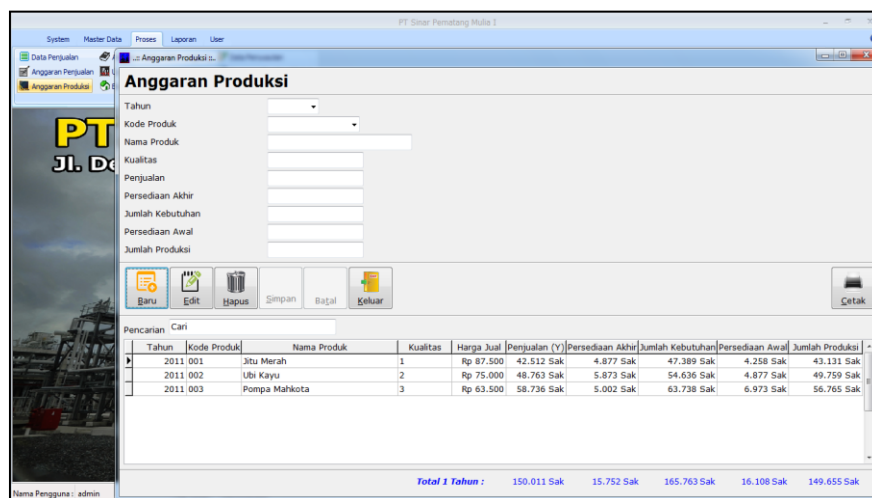 PT Sinar Pematang Mulia I
System Master Data Proses Laporan User
Data Penjualan
Anggaran Penjualan
Anggaran Produksi
..:: Anggaran Produksi ::..
PT
Jl. De
Anggaran Produksi
Tahun
Kode Produk
Nama Produk
Kualitas
Penjualan
Persediaan Akhir
Jumlah Kebutuhan
Persediaan Awal
Jumlah Produksi
Baru Edit Hapus Simpan Batal Keluar Cetak
Pencarian Cari
Tahun Kode Produk Nama Produk Kualitas Harga Jual Penjualan (Y) Persediaan Akhir Jumlah Kebutuhan Persediaan Awal Jumlah Produksi
2011 001 Jitu Merah 1 Rp 87.500 42.512 Sak 4.877 Sak 47.389 Sak 4.258 Sak 43.131 Sak
2011 002 Ubi Kayu 2 Rp 75.000 48.763 Sak 5.873 Sak 54.636 Sak 4.877 Sak 49.759 Sak
2011 003 Pompa Mahkota 3 Rp 63.500 58.736 Sak 5.002 Sak 63.738 Sak 6.973 Sak 56.765 Sak
Total 1 Tahun : 150.011 Sak 15.752 Sak 165.763 Sak 16.108 Sak 149.655 Sak
Nama Pengguna : admin